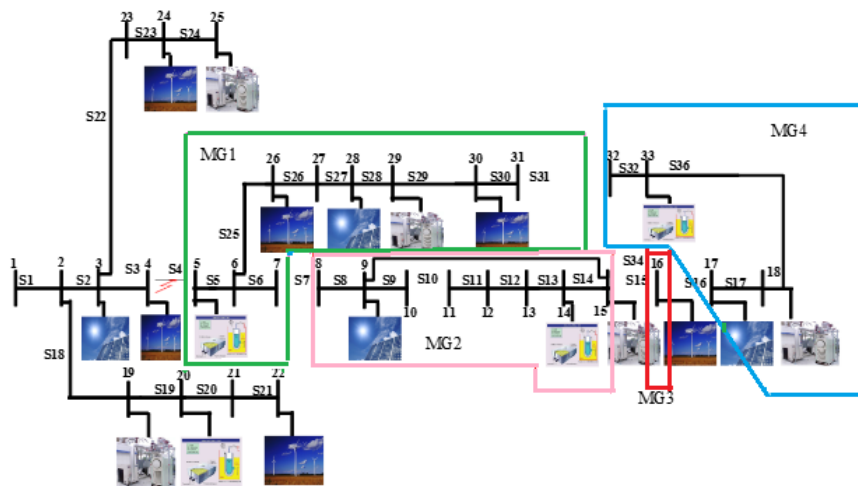 23 24 25
S23 S24
S22
MG1
26 27 28 29 30 31
S26 S27 S28 S29 S30 S31
S25
MG4
32 33
S32 S36
1 2 3 4 5 6 7 8 9
S1 S2 S3 S4 S5 S6 S7 S8 S9 S10
10 11 12 13 14 15
S11 S12 S13 S14 S15
S34
16 17 18
S16 S17
MG2
MG3
S18
19 20 21 22
S19 S20 S21